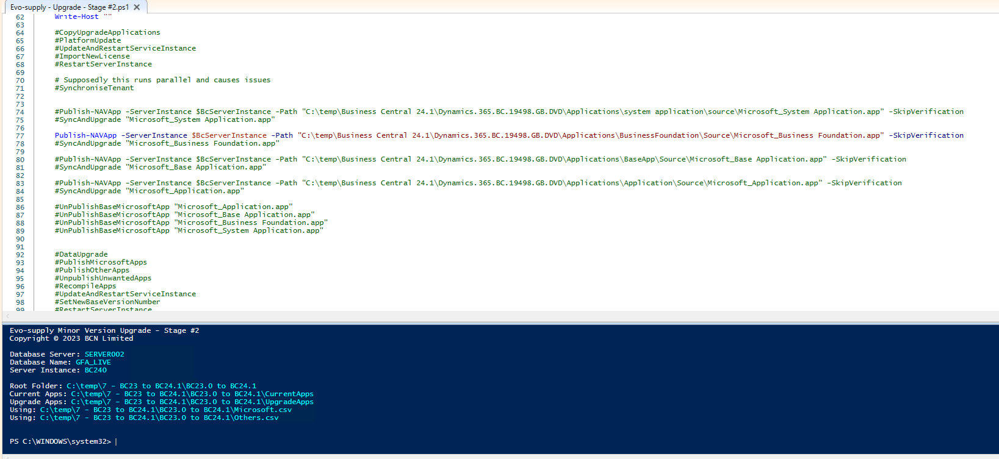 Evo-supply - Upgrade - Stage #2.ps1
62 Write-Host ""
63
64 #CopyUpgradeApplications
65 #PlatformUpdate
66 #UpdateAndRestartServiceInstance
67 #ImportNewLicense
68 #RestartServerInstance
69
70 # Supposedly this runs parallel and causes issues
71 #SynchroniseTenant
72
73
74 #Publish-NAVApp -ServerInstance $BcServerInstance -Path "C:\temp\Business Central 24.1\Dynamics.365.BC.19498.GB.DVD\Applications\system application\source\Microsoft_System Application.app" -SkipVerification
75 #SyncAndUpgrade "Microsoft_System Application.app"
76
77 Publish-NAVApp -ServerInstance $BcServerInstance -Path "C:\temp\Business Central 24.1\Dynamics.365.BC.19498.GB.DVD\Applications\BusinessFoundation\Source\Microsoft_Business Foundation.app" -SkipVerification
78 #SyncAndUpgrade "Microsoft_Business Foundation.app"
79
80 #Publish-NAVApp -ServerInstance $BcServerInstance -Path "C:\temp\Business Central 24.1\Dynamics.365.BC.19498.GB.DVD\Applications\BaseApp\Source\Microsoft_Base Application.app" -SkipVerification
81 #SyncAndUpgrade "Microsoft_Base Application.app"
82
83 #Publish-NAVApp -ServerInstance $BcServerInstance -Path "C:\temp\Business Central 24.1\Dynamics.365.BC.19498.GB.DVD\Applications\Application\Source\Microsoft_Application.app" -SkipVerification
84 #SyncAndUpgrade "Microsoft_Application.app"
85
86 #UnPublishBaseMicrosoftApp "Microsoft_Application.app"
87 #UnPublishBaseMicrosoftApp "Microsoft_Base Application.app"
88 #UnPublishBaseMicrosoftApp "Microsoft_Business Foundation.app"
89 #UnPublishBaseMicrosoftApp "Microsoft_System Application.app"
90
91
92 #DataUpgrade
93 #PublishMicrosoftApps
94 #PublishOtherApps
95 #UnpublishUnwantedApps
96 #RecompileApps
97 #UpdateAndRestartServiceInstance
98 #SetNewBaseVersionNumber
99 #RestartServerInstance
Evo-supply Minor Version Upgrade - Stage #2
Copyright © 2023 BCN Limited
Database Server: SERVER002
Database Name: GFA_LIVE
Server Instance: BC240
Root Folder: C:\temp\7 - BC23 to BC24.1\BC23.0 to BC24.1
Current Apps: C:\temp\7 - BC23 to BC24.1\BC23.0 to BC24.1\CurrentApps
Upgrade Apps: C:\temp\7 - BC23 to BC24.1\BC23.0 to BC24.1\UpgradeApps
Using: C:\temp\7 - BC23 to BC24.1\BC23.0 to BC24.1\Microsoft.csv
Using: C:\temp\7 - BC23 to BC24.1\BC23.0 to BC24.1\Others.csv
PS C:\WINDOWS\system32>